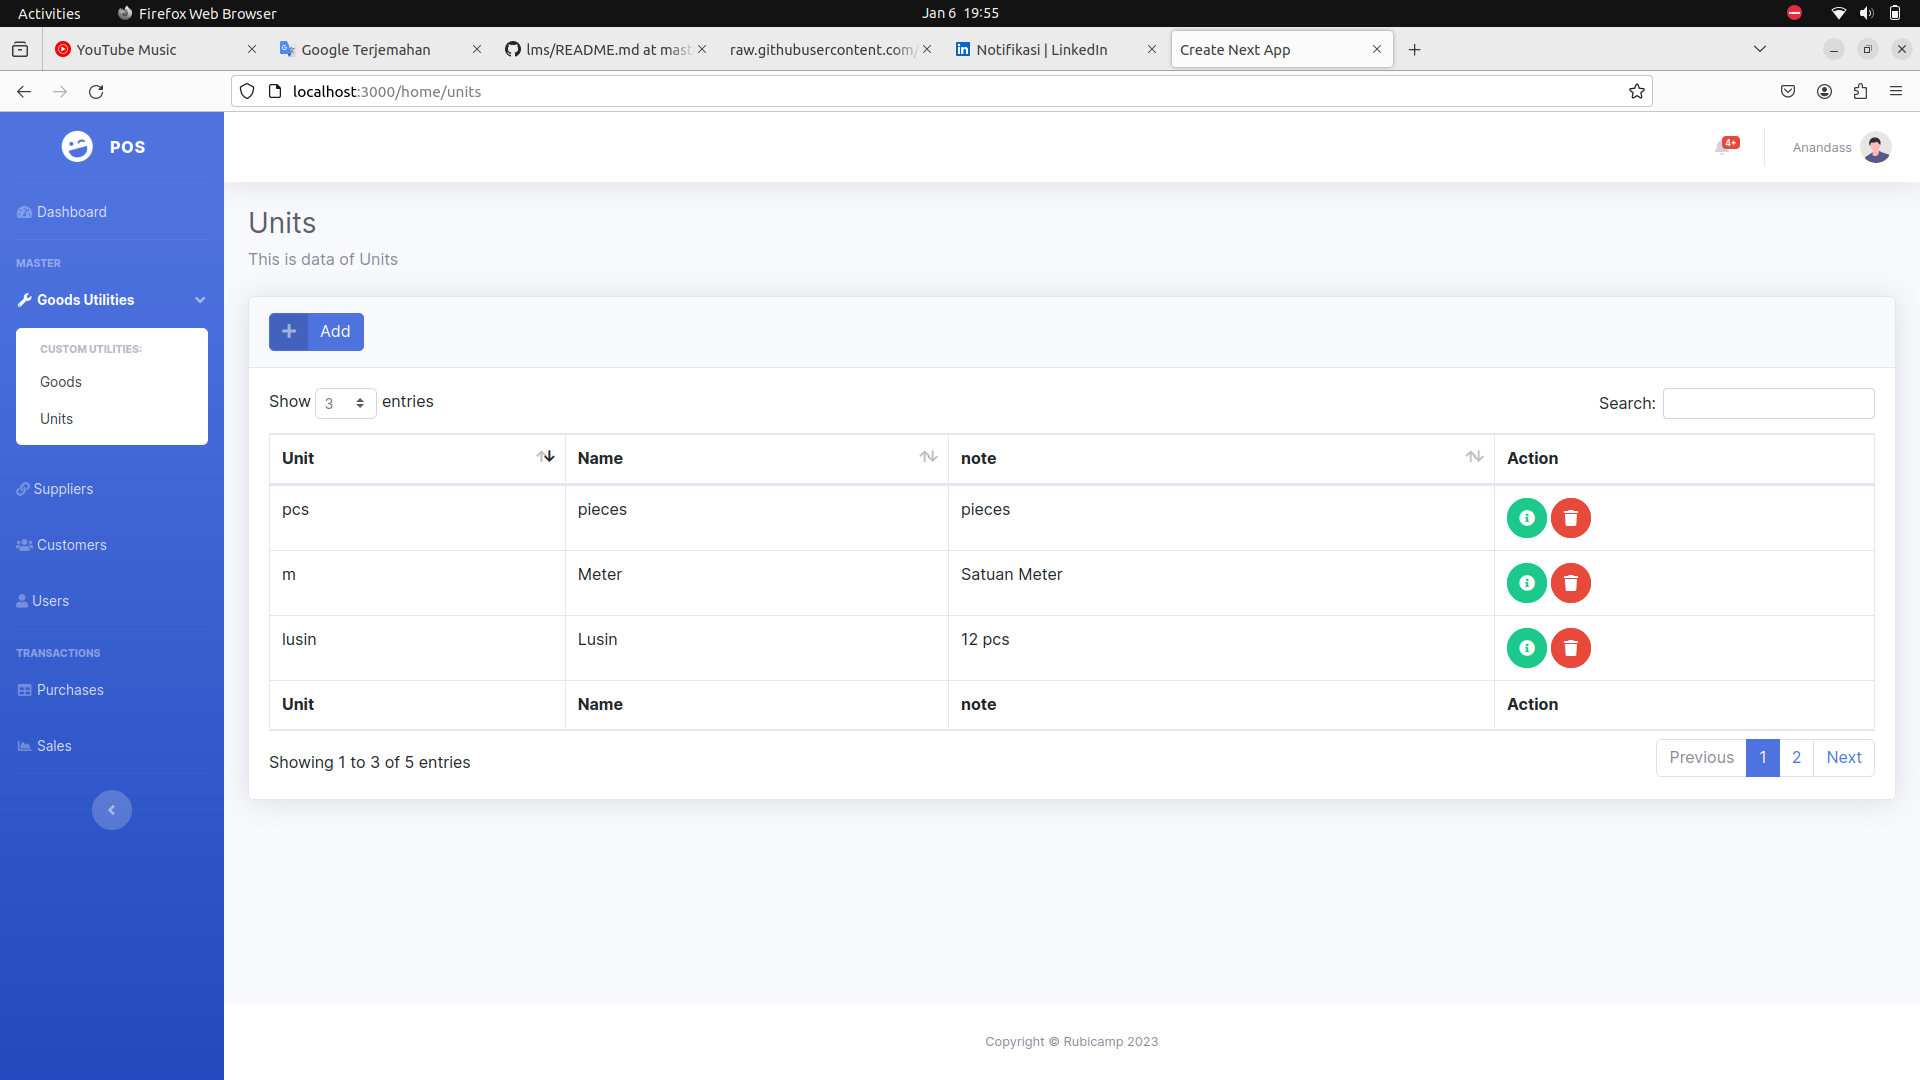 Activities
Firefox Web Browser
Jan 6 19:55
YouTube Music
Google Terjemahan
lms/README.md at mast
raw.githubusercontent.com/
Notifikasi | LinkedIn
Create Next App
localhost:3000/home/units
POS
4+
Anandass
Dashboard
MASTER
Goods Utilities
CUSTOM UTILITIES:
Goods
Units
Suppliers
Customers
Users
TRANSACTIONS
Purchases
Sales
Units
This is data of Units
Add
Show 3 entries
Search:
Unit Name note Action
pcs pieces pieces
m Meter Satuan Meter
lusin Lusin 12 pcs
Unit Name note Action
Showing 1 to 3 of 5 entries
Previous 1 2 Next
Copyright © Rubicamp 2023